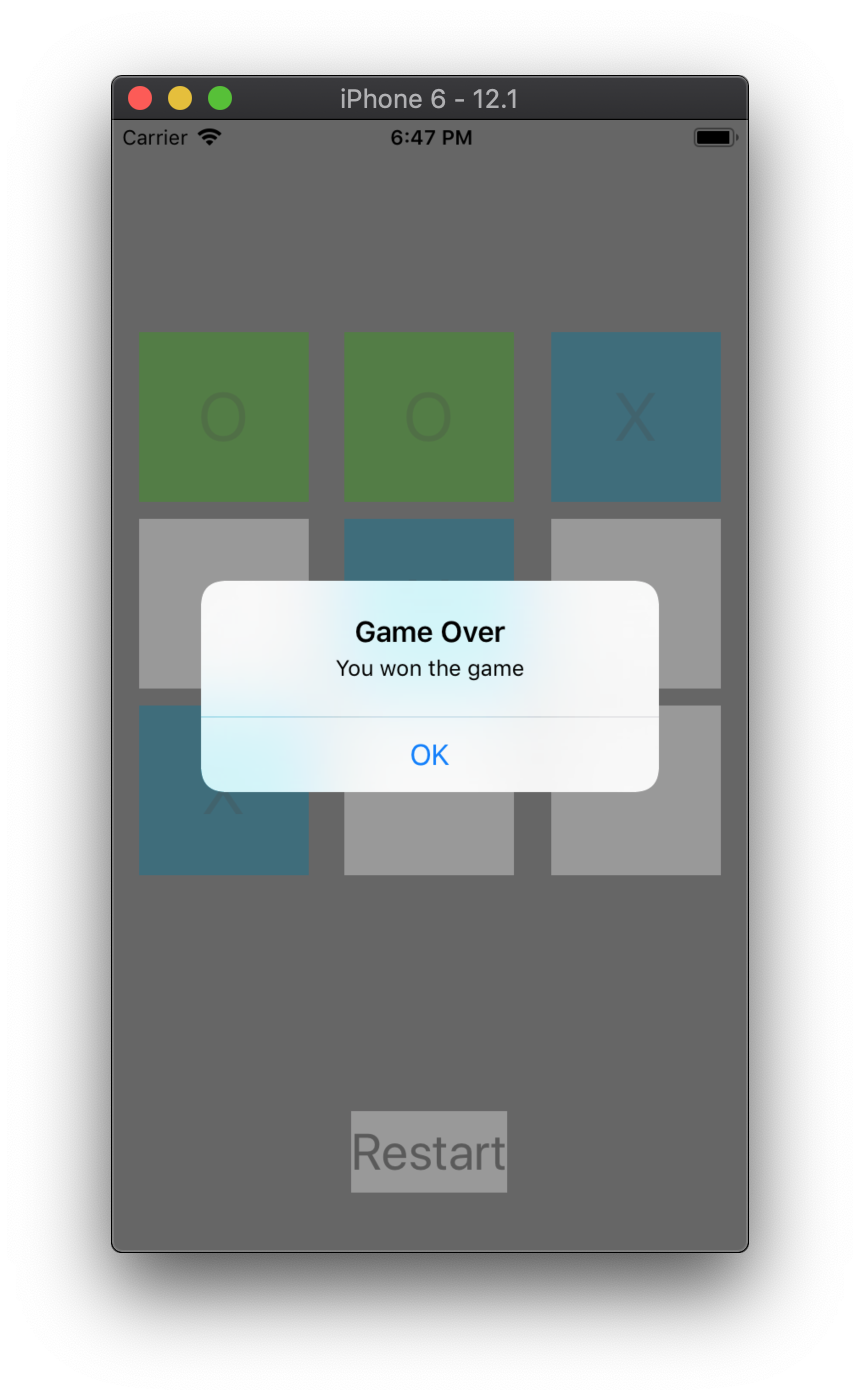 iPhone 6 - 12.1
Carrier 6:47 PM
O O X
Game Over
You won the game
OK
X
Restart